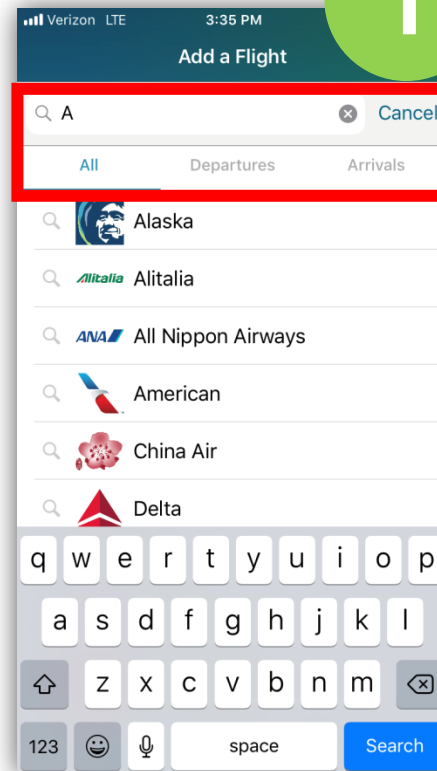 1
Verizon LTE 3:35 PM
Add a Flight
A Cancel
All Departures Arrivals
Alaska
Alitalia Alitalia
ANA All Nippon Airways
American
China Air
Delta
q w e r t y u i o p
a s d f g h j k l
z x c v b n m
123 space Search